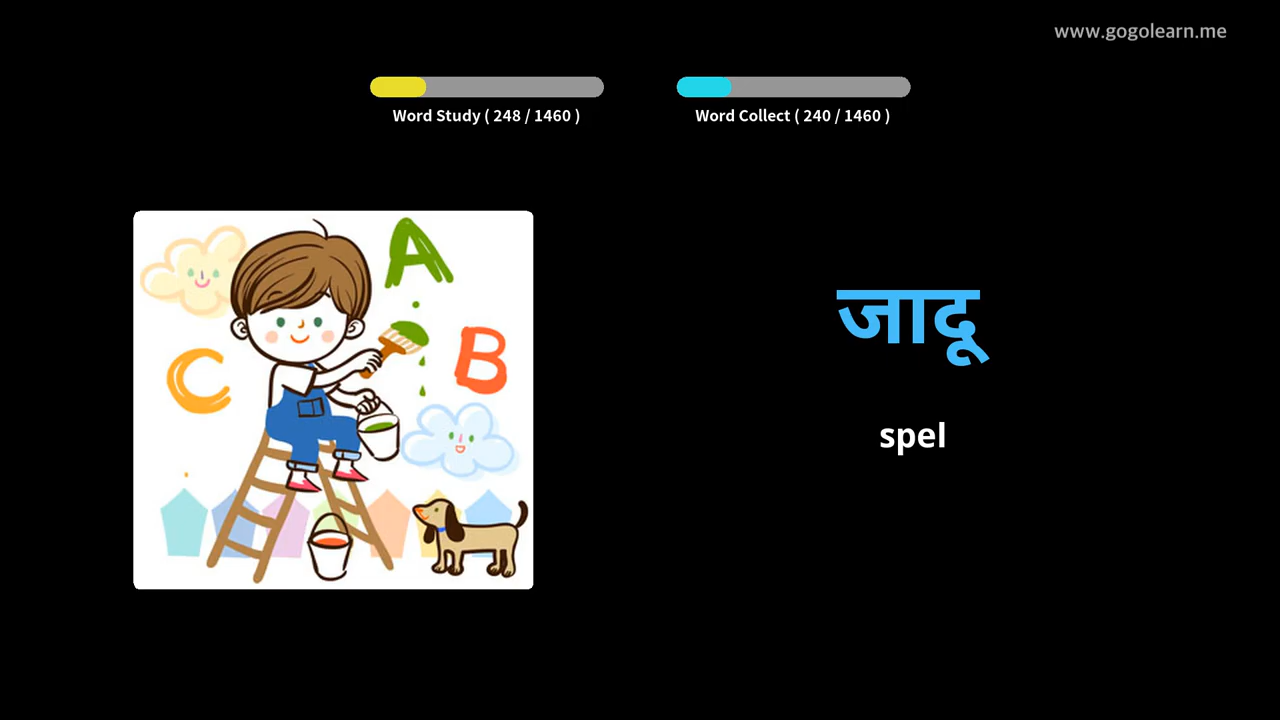 www.gogolearn.me
Word Study ( 248 / 1460 )
Word Collect ( 240 / 1460 )
A
B
C
जादू
spel